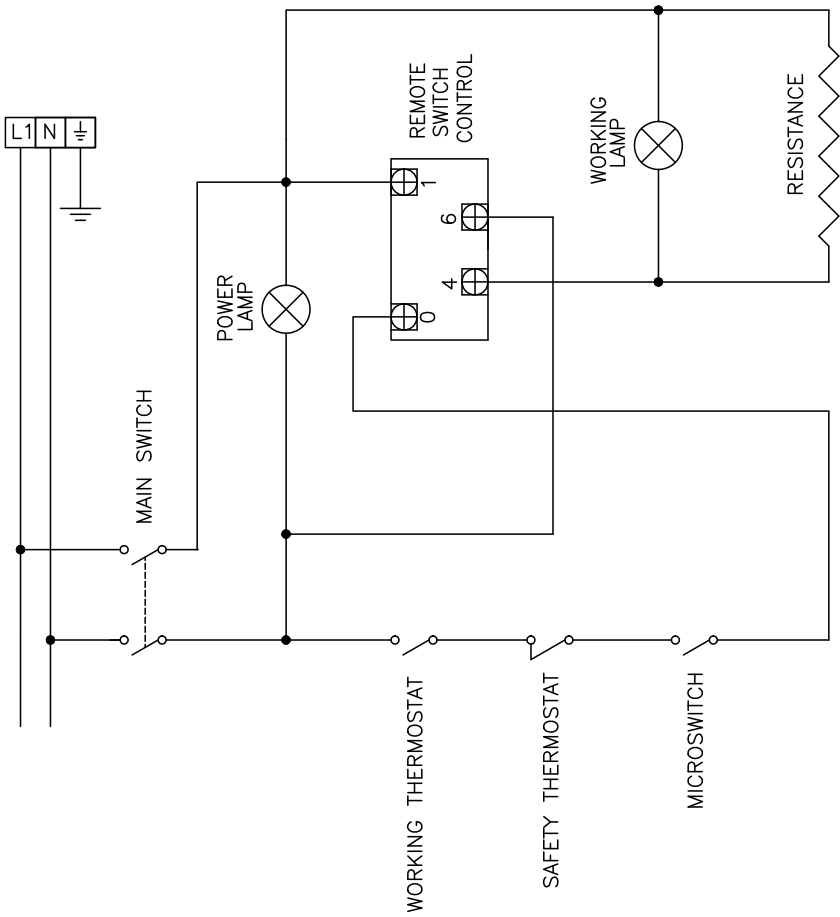 L1 N
MAIN SWITCH
POWER
LAMP
REMOTE
SWITCH
CONTROL
1
6
4
0
WORKING
LAMP
RESISTANCE
WORKING THERMOSTAT
SAFETY THERMOSTAT
MICROSWITCH